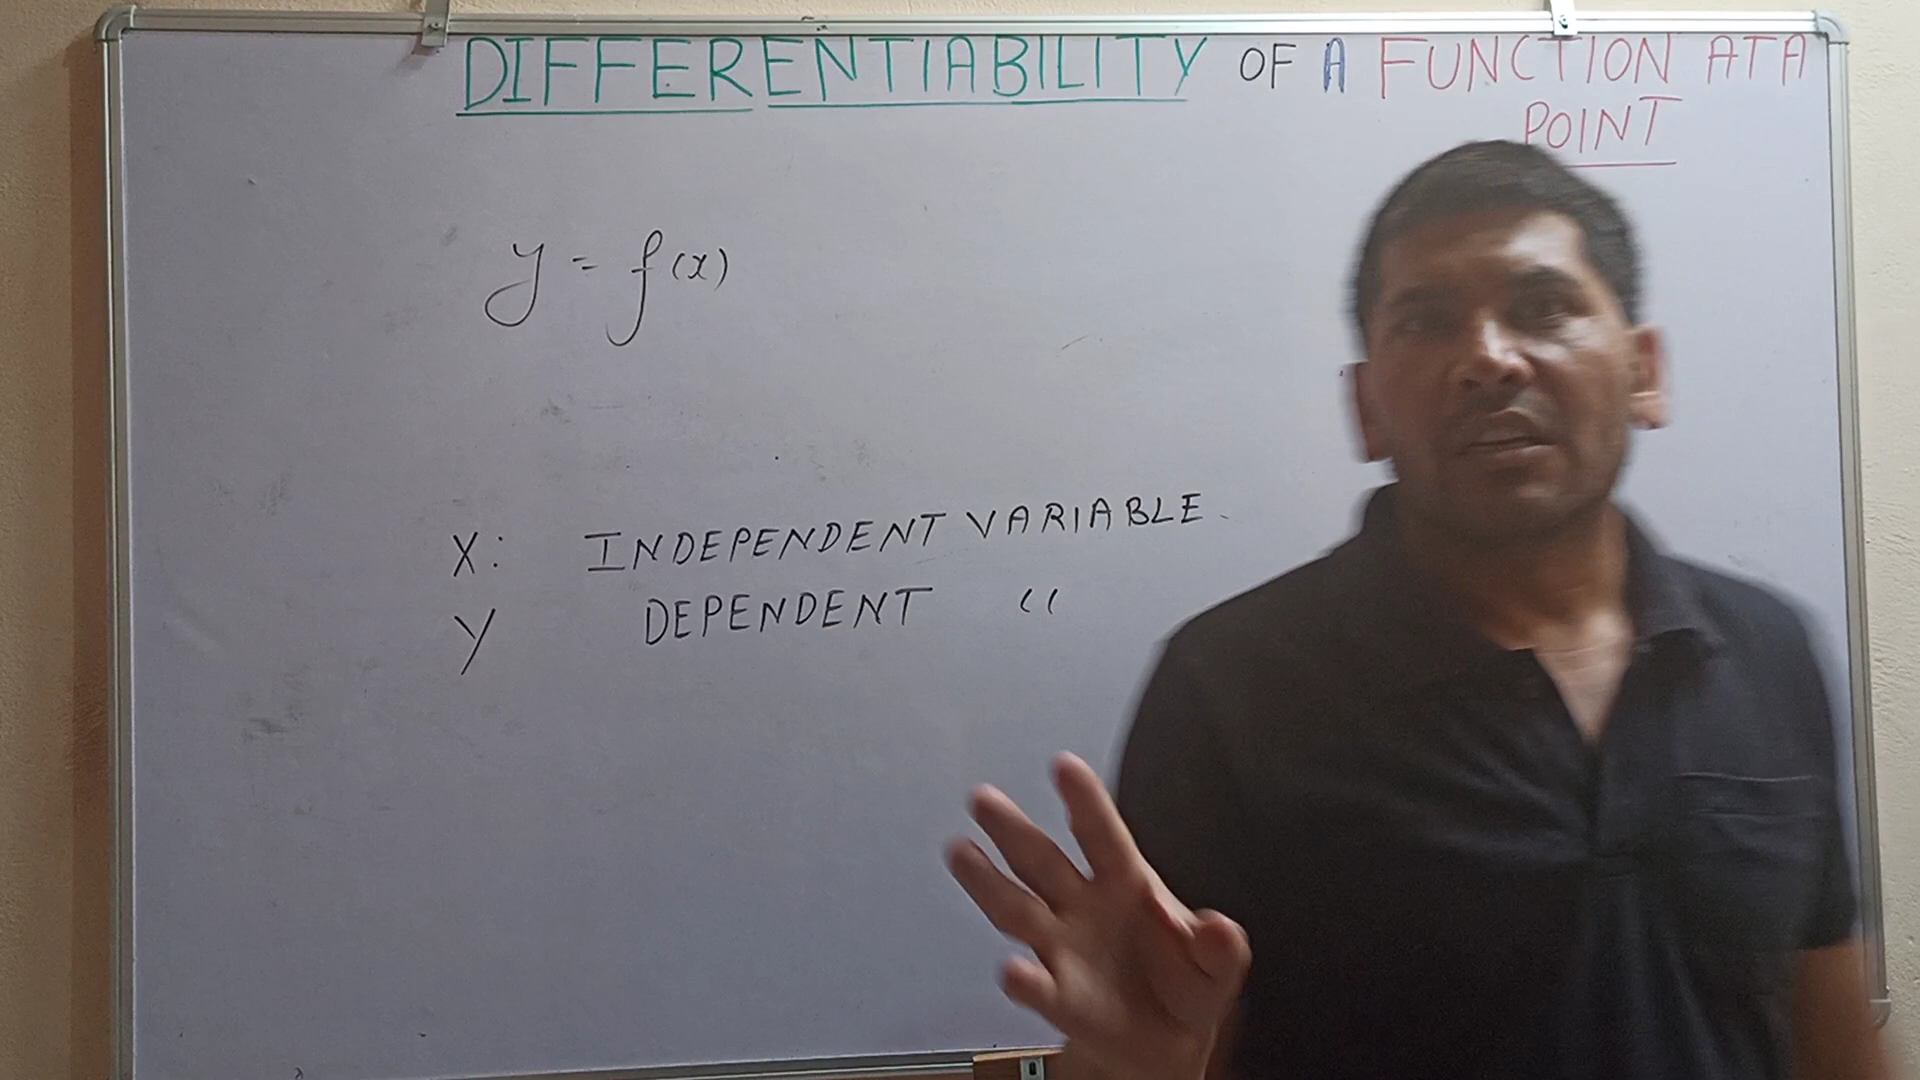 DIFFERENTIABILITY OF A FUNCTION AT A
POINT
y = f(x)
X: INDEPENDENT VARIABLE
Y DEPENDENT "